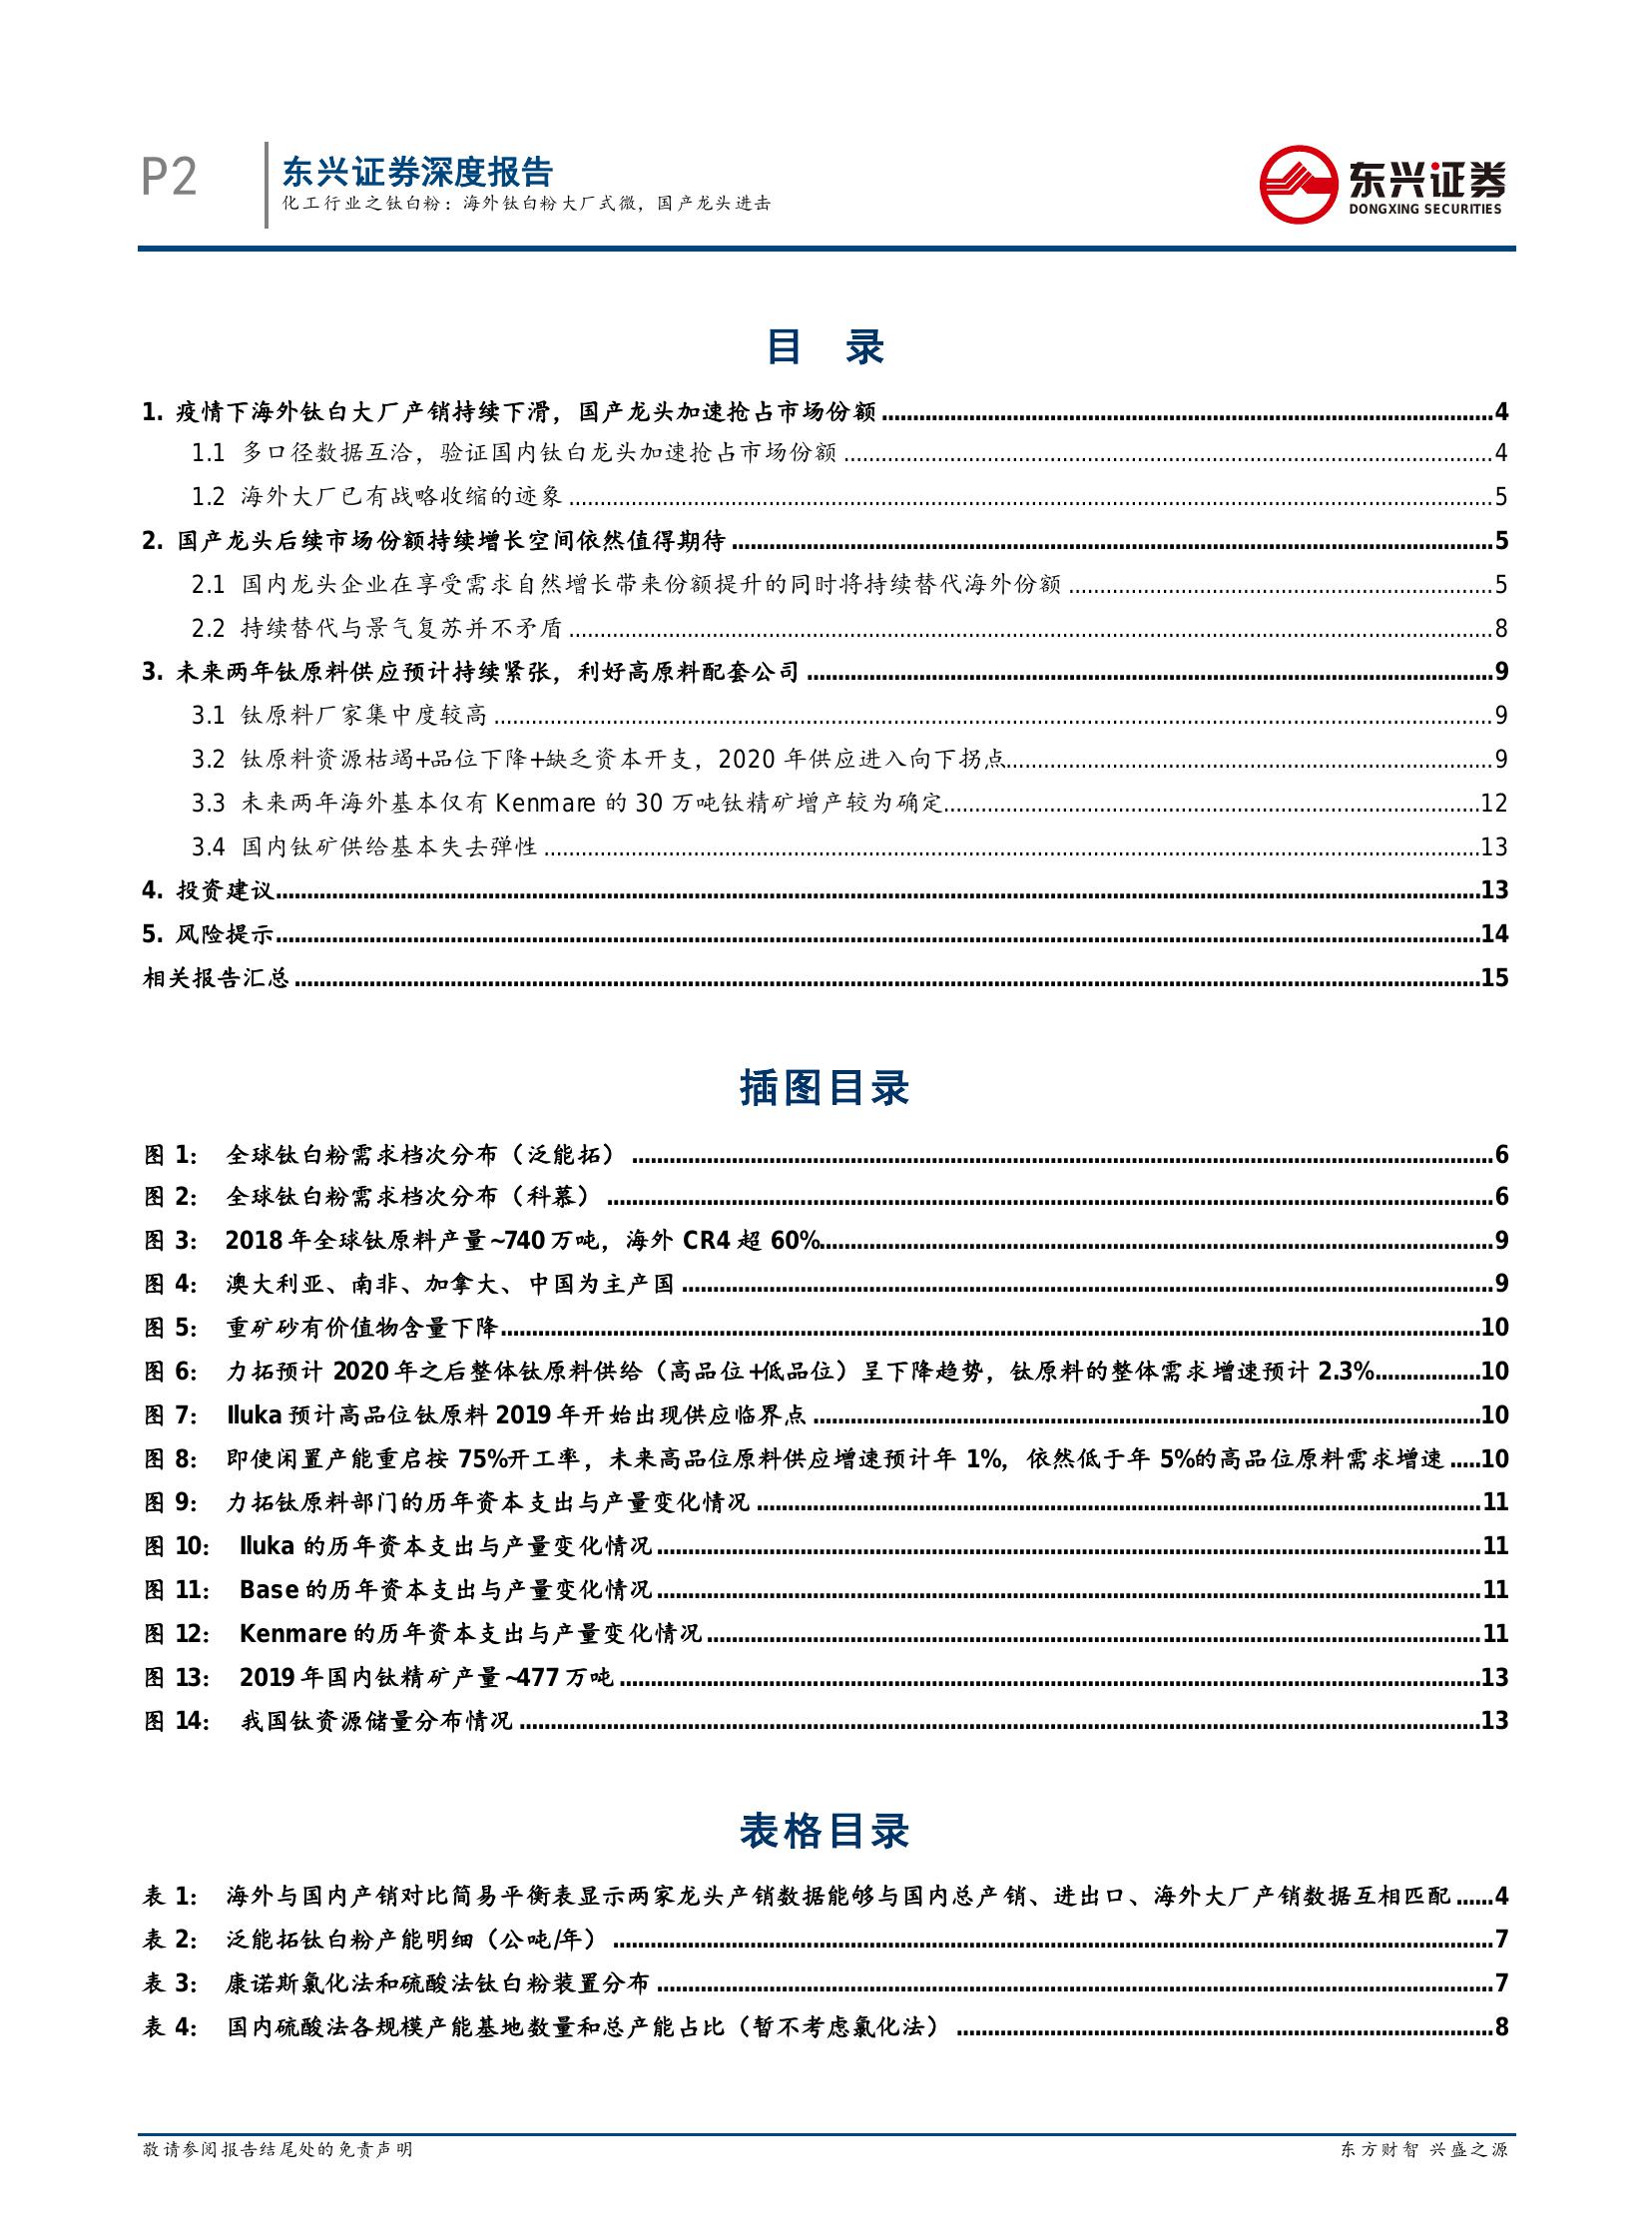 P2
东兴证券深度报告
化工行业之钛白粉：海外钛白粉大厂式微，国产龙头进击
东兴证券
DONGXING SECURITIES
目 录
1. 疫情下海外钛白大厂产销持续下滑，国产龙头加速抢占市场份额........4
1.1 多口径数据互洽，验证国内钛白龙头加速抢占市场份额........4
1.2 海外大厂已有战略收缩的迹象........5
2. 国产龙头后续市场份额持续增长空间依然值得期待........5
2.1 国内龙头企业在享受需求自然增长带来份额提升的同时将持续替代海外份额........5
2.2 持续替代与景气复苏并不矛盾........8
3. 未来两年钛原料供应预计持续紧张，利好高原料配套公司........9
3.1 钛原料厂家集中度较高........9
3.2 钛原料资源枯竭+品位下降+缺乏资本开支，2020 年供应进入向下拐点........9
3.3 未来两年海外基本仅有 Kenmare 的 30 万吨钛精矿增产较为确定........12
3.4 国内钛矿供给基本失去弹性........13
4. 投资建议........13
5. 风险提示........14
相关报告汇总........15
插图目录
图 1： 全球钛白粉需求档次分布（泛能拓）........6
图 2： 全球钛白粉需求档次分布（科慕）........6
图 3： 2018 年全球钛原料产量~740 万吨，海外 CR4 超 60%........9
图 4： 澳大利亚、南非、加拿大、中国为主产国........9
图 5： 重矿砂有价值物含量下降........10
图 6： 力拓预计 2020 年之后整体钛原料供给（高品位+低品位）呈下降趋势，钛原料的整体需求增速预计 2.3%........10
图 7： Iluka 预计高品位钛原料 2019 年开始出现供应临界点........10
图 8： 即使闲置产能重启按 75%开工率，未来高品位原料供应增速预计年 1%，依然低于年 5%的高品位原料需求增速........10
图 9： 力拓钛原料部门的历年资本支出与产量变化情况........11
图 10： Iluka 的历年资本支出与产量变化情况........11
图 11： Base 的历年资本支出与产量变化情况........11
图 12： Kenmare 的历年资本支出与产量变化情况........11
图 13： 2019 年国内钛精矿产量~477 万吨........13
图 14： 我国钛资源储量分布情况........13
表格目录
表 1： 海外与国内产销对比简易平衡表显示两家龙头产销数据能够与国内总产销、进出口、海外大厂产销数据互相匹配........4
表 2： 泛能拓钛白粉产能明细（公吨/年）........7
表 3： 康诺斯氯化法和硫酸法钛白粉装置分布........7
表 4： 国内硫酸法各规模产能基地数量和总产能占比（暂不考虑氯化法）........8
敬请参阅报告结尾处的免责声明
东方财智 兴盛之源